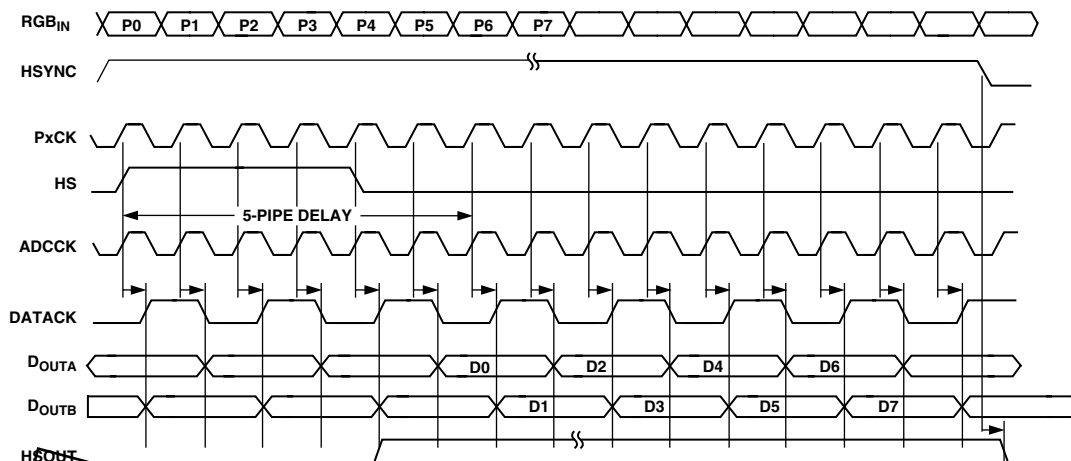 RGBIN P0 P1 P2 P3 P4 P5 P6 P7
HSYNC
PxCK
HS
5-PIPE DELAY
ADCCK
DATACK
DOUTA D0 D2 D4 D6
DOUTB D1 D3 D5 D7
HSOUT